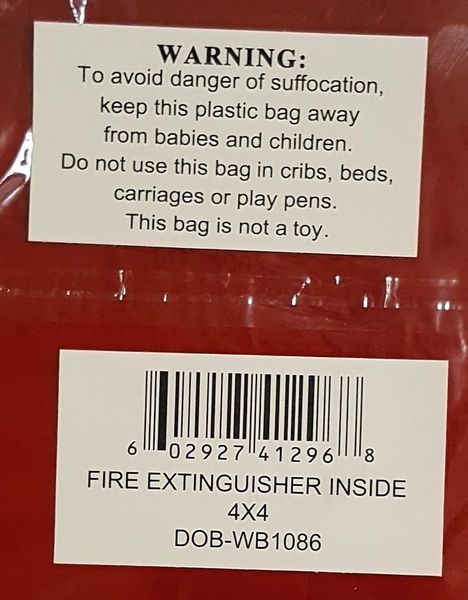 WARNING:
To avoid danger of suffocation,
keep this plastic bag away
from babies and children.
Do not use this bag in cribs, beds,
carriages or play pens.
This bag is not a toy.
6 02927 41296 8
FIRE EXTINGUISHER INSIDE
4X4
DOB-WB1086